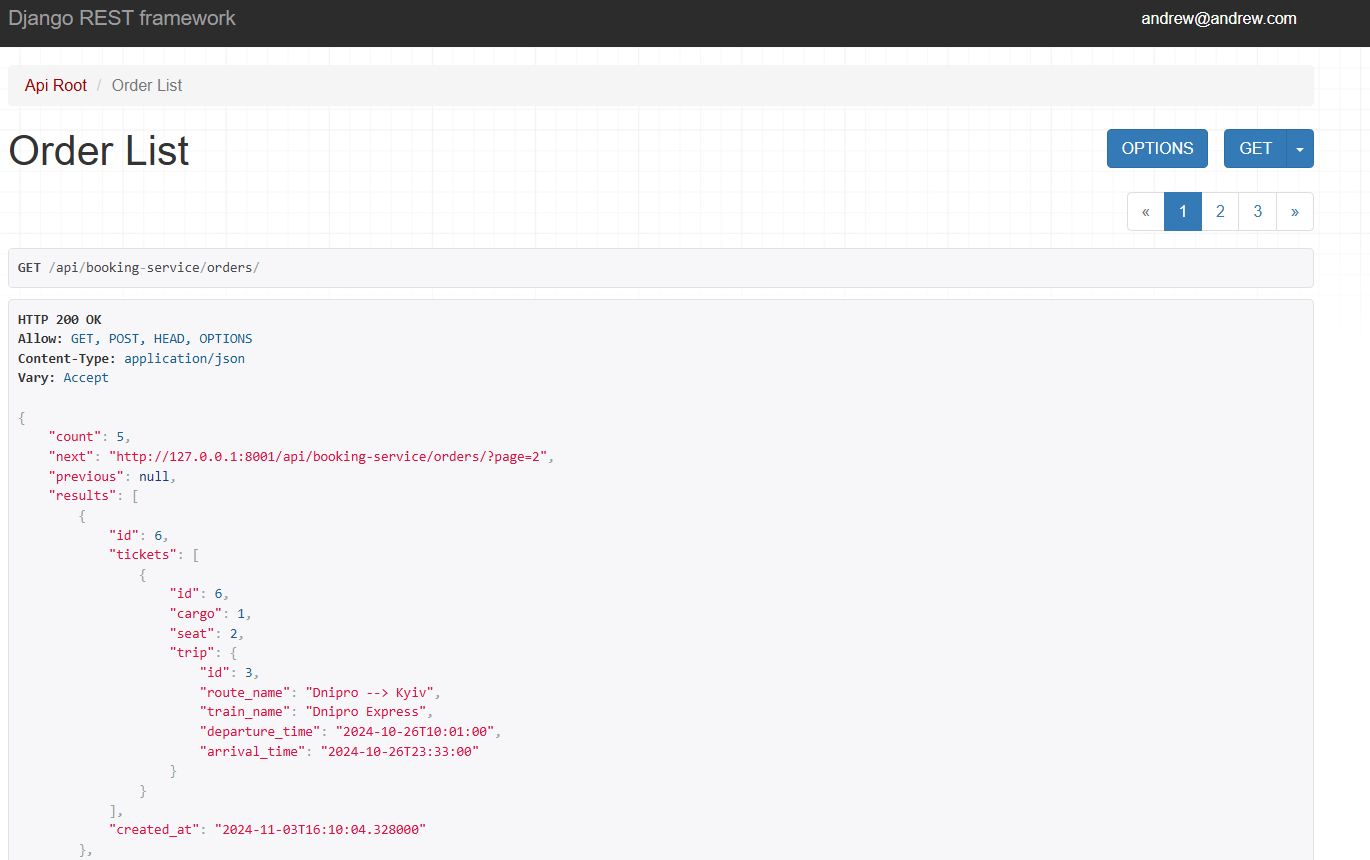 Django REST framework
andrew@andrew.com
Api Root / Order List
Order List
OPTIONS
GET
« 1 2 3 »
GET /api/booking-service/orders/
HTTP 200 OK
Allow: GET, POST, HEAD, OPTIONS
Content-Type: application/json
Vary: Accept
{
    "count": 5,
    "next": "http://127.0.0.1:8001/api/booking-service/orders/?page=2",
    "previous": null,
    "results": [
        {
            "id": 6,
            "tickets": [
                {
                    "id": 6,
                    "cargo": 1,
                    "seat": 2,
                    "trip": {
                        "id": 3,
                        "route_name": "Dnipro --> Kyiv",
                        "train_name": "Dnipro Express",
                        "departure_time": "2024-10-26T10:01:00",
                        "arrival_time": "2024-10-26T23:33:00"
                    }
                }
            ],
            "created_at": "2024-11-03T16:10:04.328000"
        },